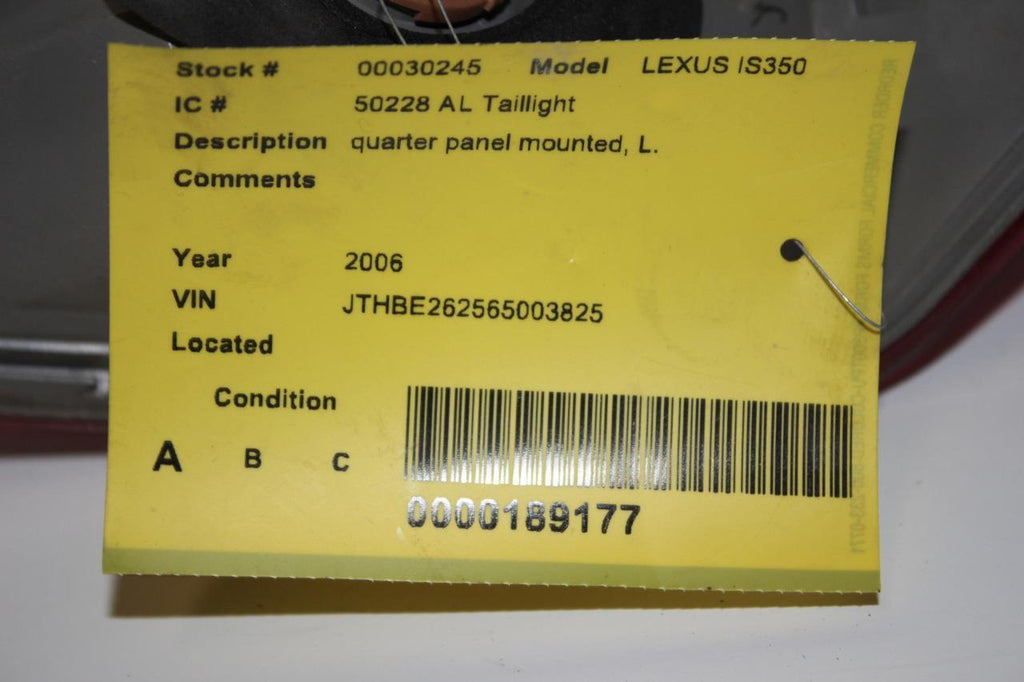 Stock # 00030245 Model LEXUS IS350
IC # 50228 AL Taillight
Description quarter panel mounted, L.
Comments
Year 2006
VIN JTHBE262565003825
Located
Condition
A B C
0000189177